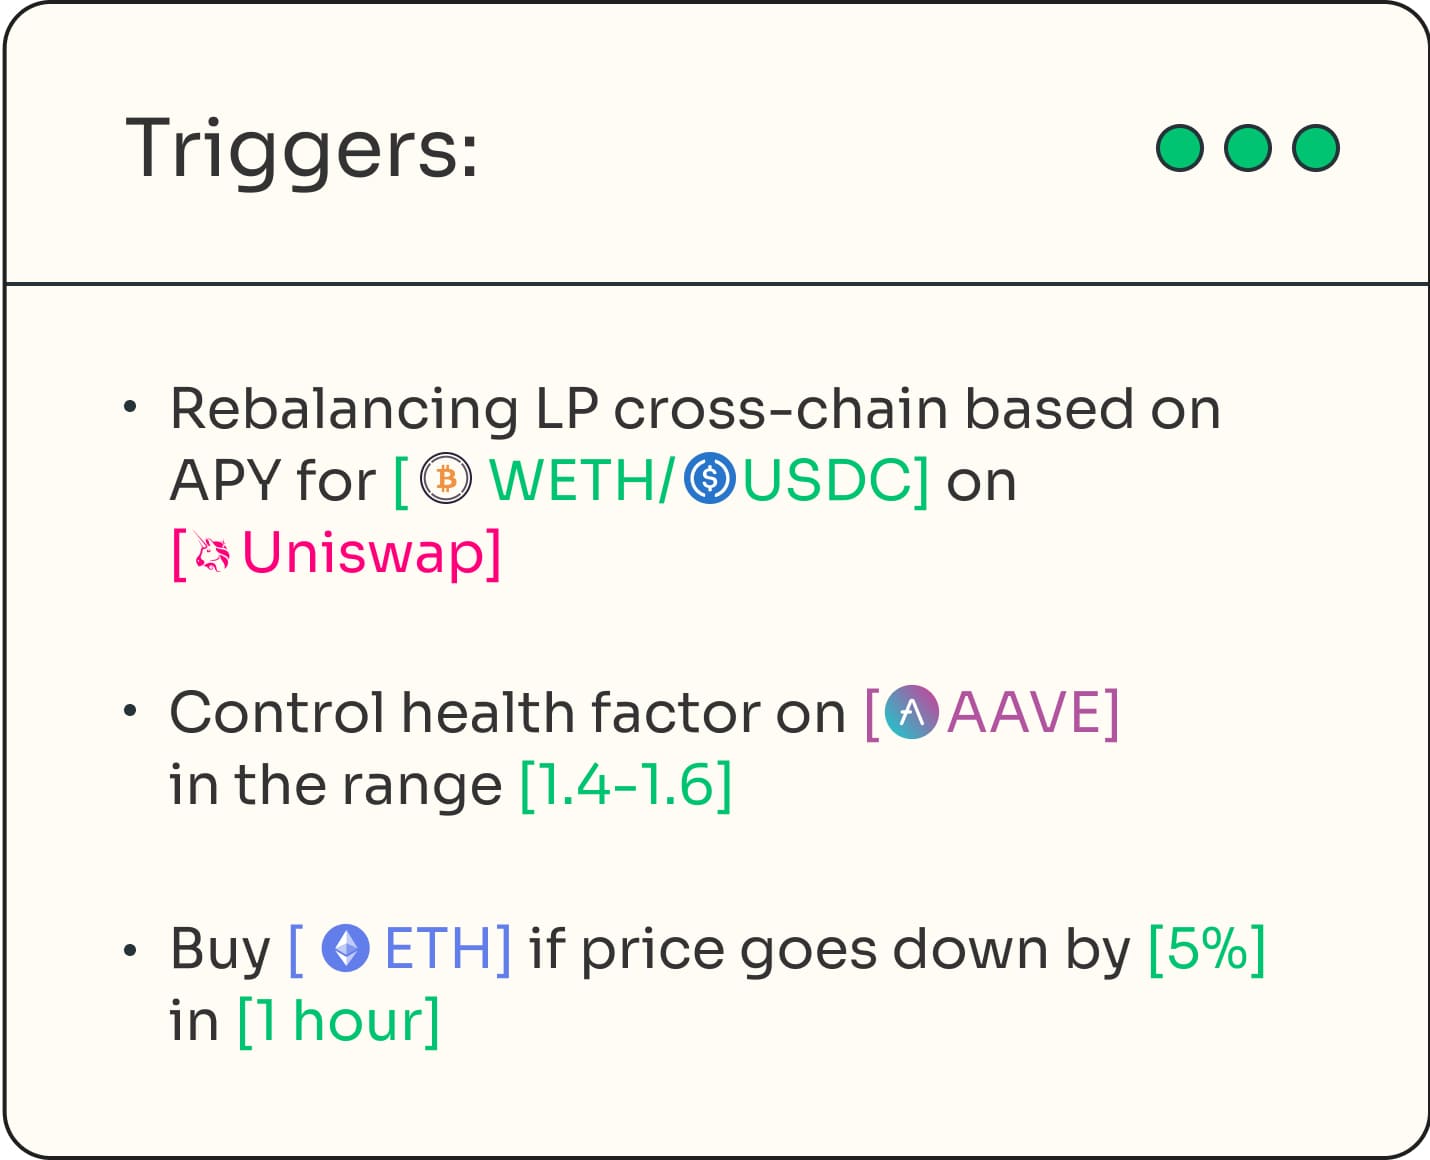 Triggers:
• Rebalancing LP cross-chain based on
APY for [ WETH/ USDC] on
[ Uniswap]
• Control health factor on [ AAVE]
in the range [1.4-1.6]
• Buy [ ETH] if price goes down by [5%]
in [1 hour]